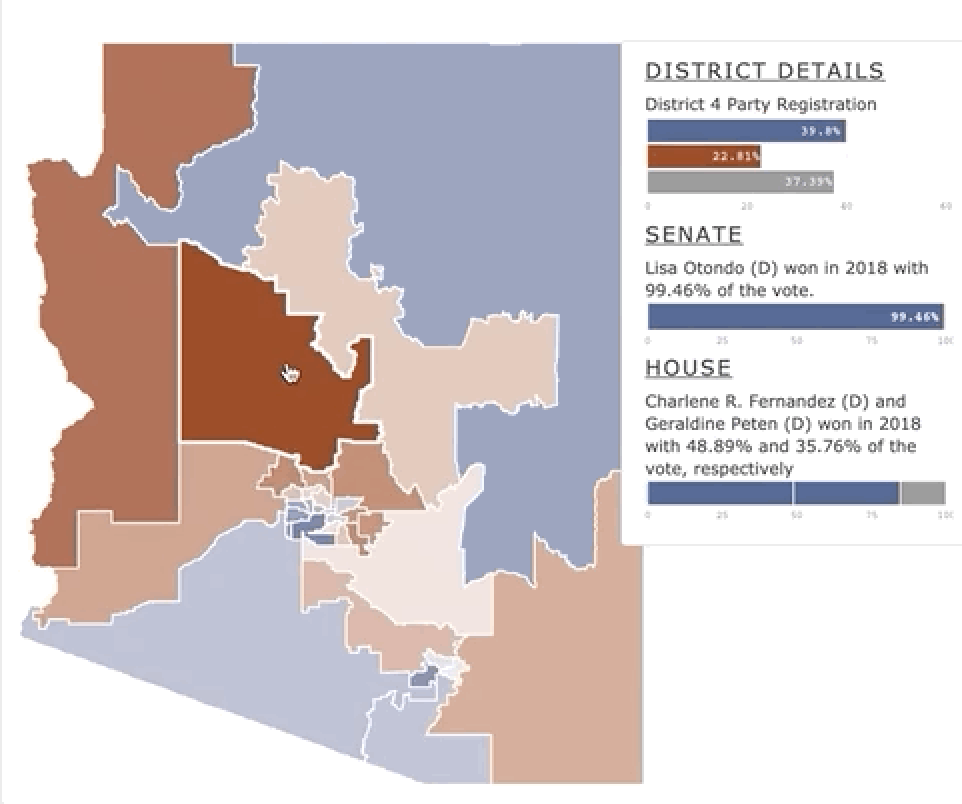 DISTRICT DETAILS
District 4 Party Registration
39.8%
22.81%
37.39%
0 20 40 60
SENATE
Lisa Otondo (D) won in 2018 with
99.46% of the vote.
99.46%
0 25 50 75 100
HOUSE
Charlene R. Fernandez (D) and
Geraldine Peten (D) won in 2018
with 48.89% and 35.76% of the
vote, respectively
0 25 50 75 100